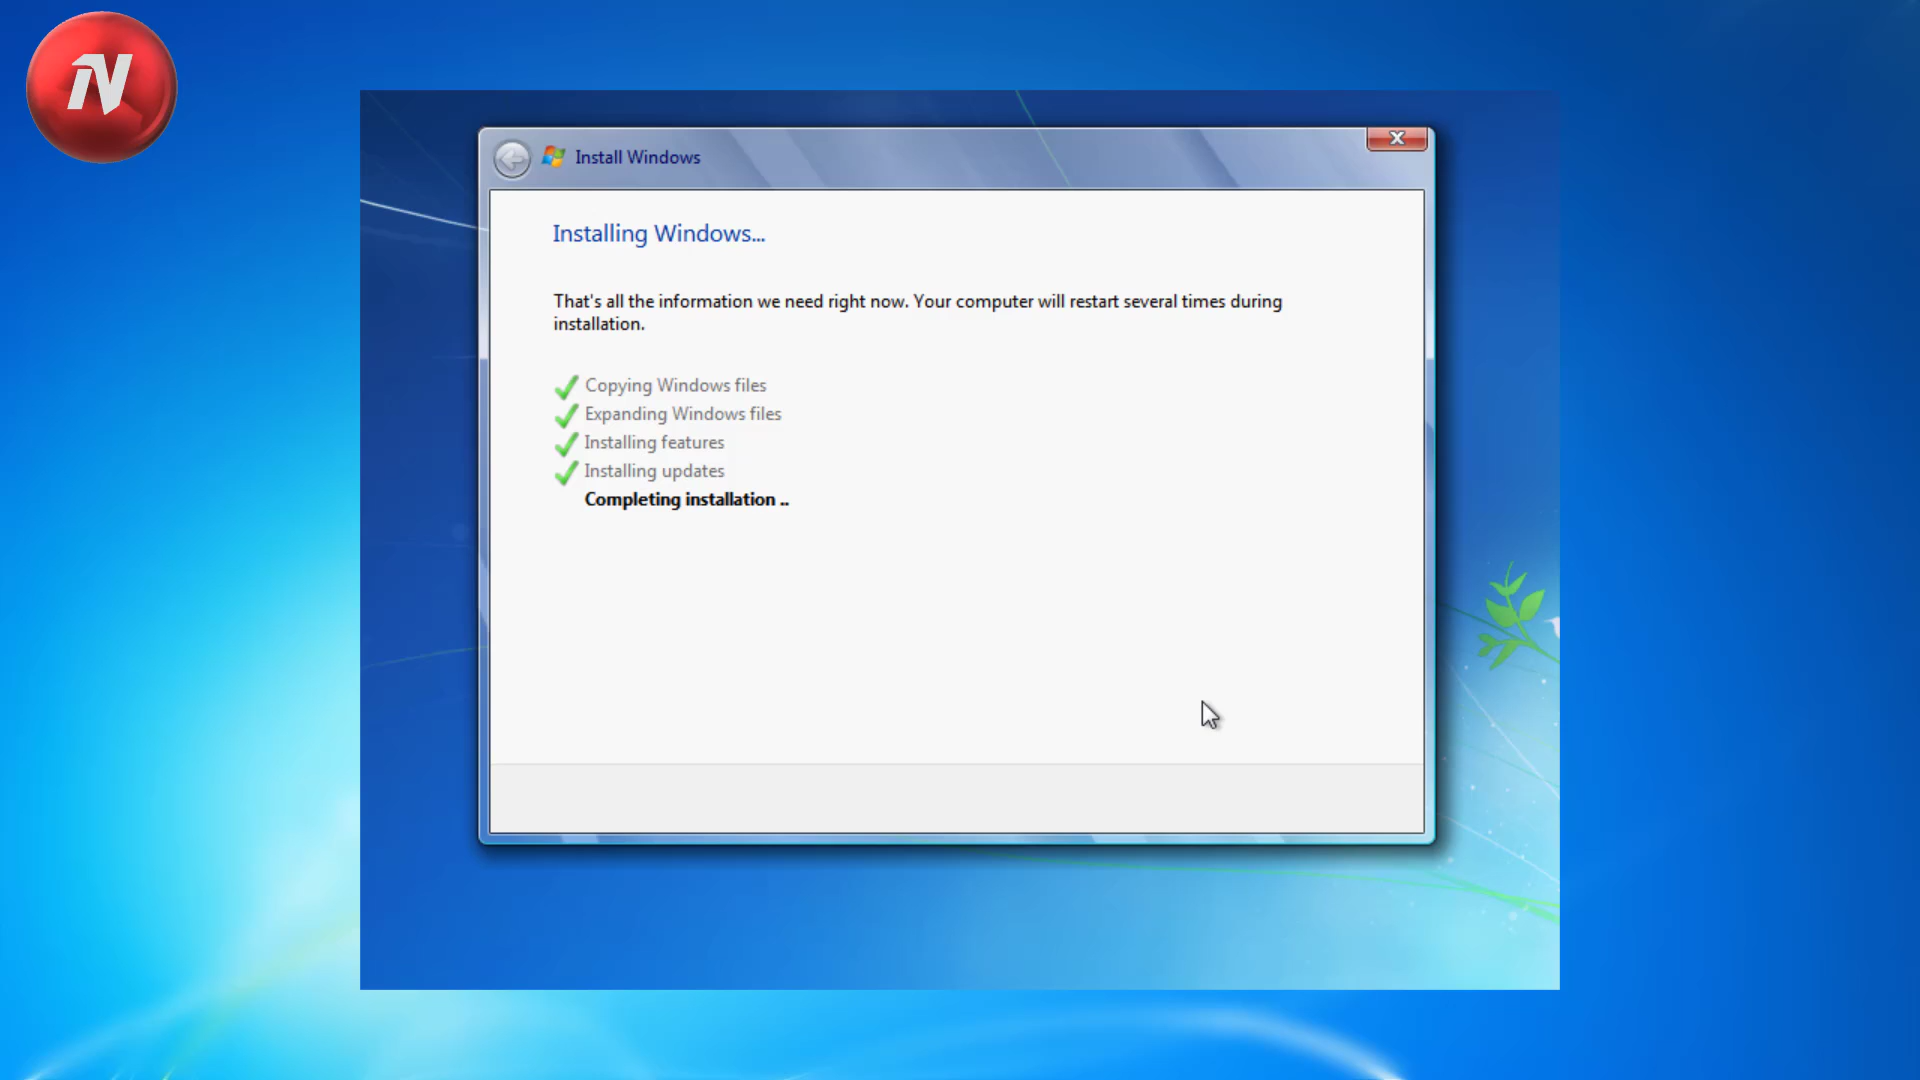 N
Install Windows
Installing Windows...
That's all the information we need right now. Your computer will restart several times during
installation.
Copying Windows files
Expanding Windows files
Installing features
Installing updates
Completing installation ..